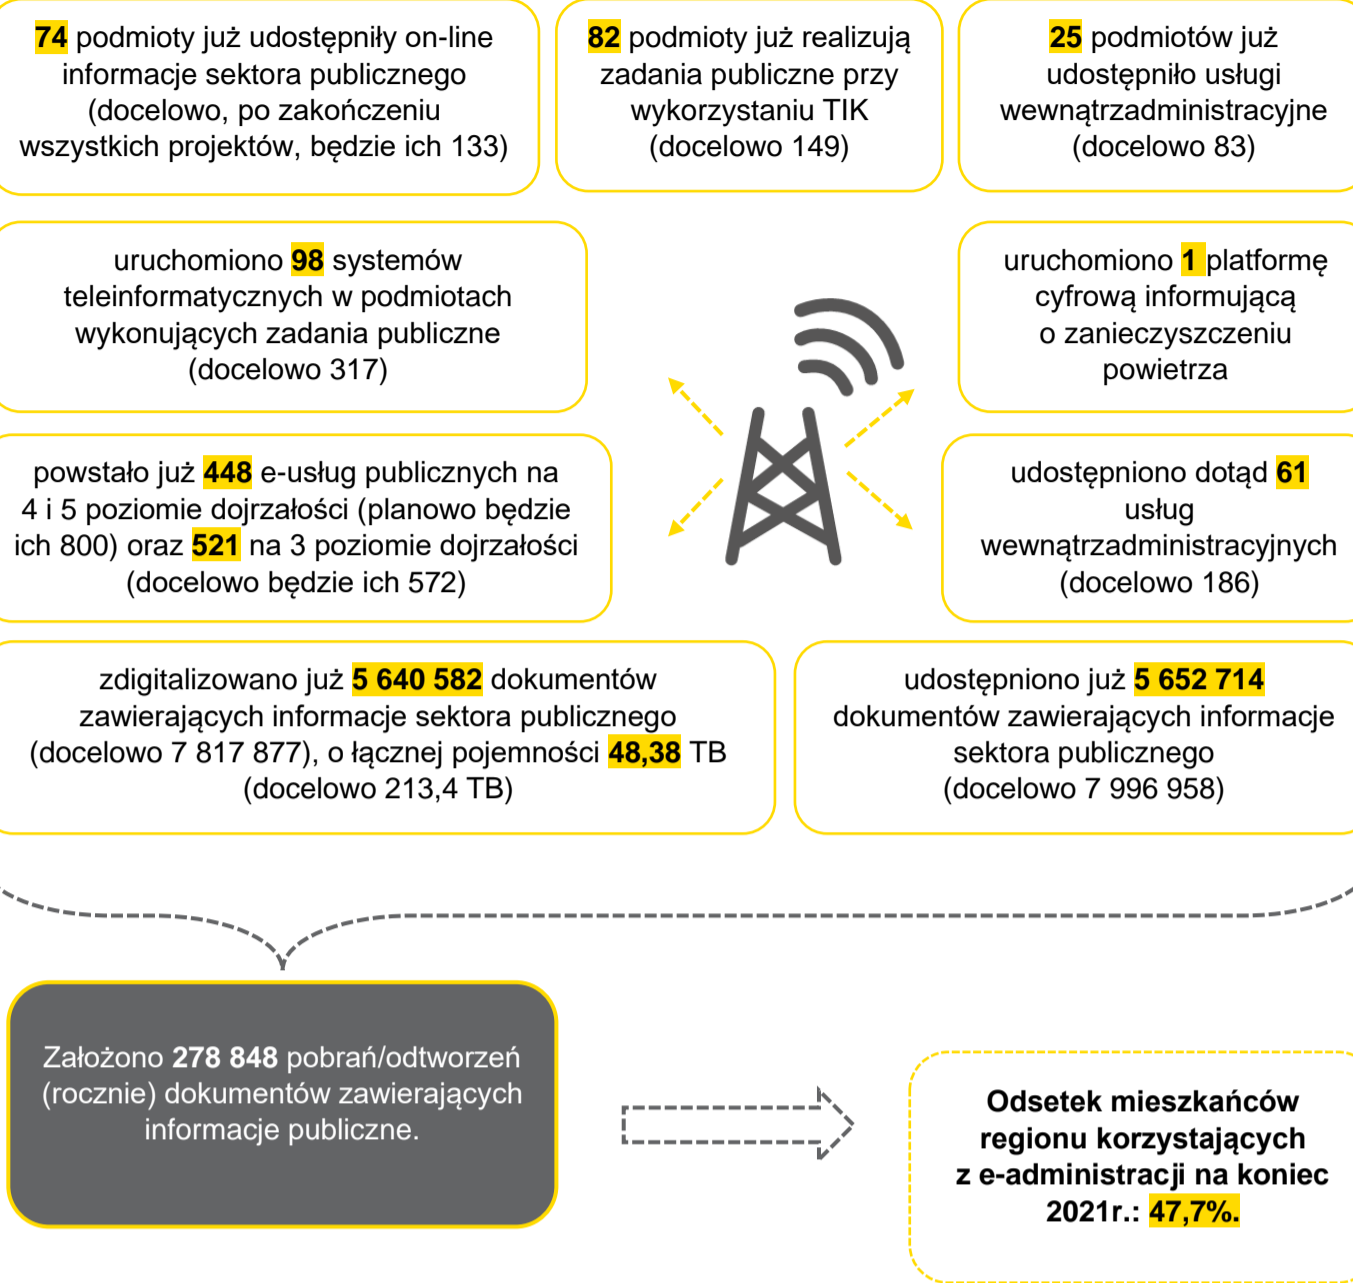 74 podmioty już udostępniły on-line
informacje sektora publicznego
(docelowo, po zakończeniu
wszystkich projektów, będzie ich 133)
82 podmioty już realizują
zadania publiczne przy
wykorzystaniu TIK
(docelowo 149)
25 podmiotów już
udostępniło usługi
wewnątrzadministracyjne
(docelowo 83)
uruchomiono 98 systemów
teleinformatycznych w podmiotach
wykonujących zadania publiczne
(docelowo 317)
uruchomiono 1 platformę
cyfrową informującą
o zanieczyszczeniu
powietrza
powstało już 448 e-usług publicznych na
4 i 5 poziomie dojrzałości (planowo będzie
ich 800) oraz 521 na 3 poziomie dojrzałości
(docelowo będzie ich 572)
udostępniono dotąd 61
usług
wewnątrzadministracyjnych
(docelowo 186)
zdigitalizowano już 5 640 582 dokumentów
zawierających informacje sektora publicznego
(docelowo 7 817 877), o łącznej pojemności 48,38 TB
(docelowo 213,4 TB)
udostępniono już 5 652 714
dokumentów zawierających informacje
sektora publicznego
(docelowo 7 996 958)
Założono 278 848 pobrań/odtworzeń
(rocznie) dokumentów zawierających
informacje publiczne.
Odsetek mieszkańców
regionu korzystających
z e-administracji na koniec
2021r.: 47,7%.